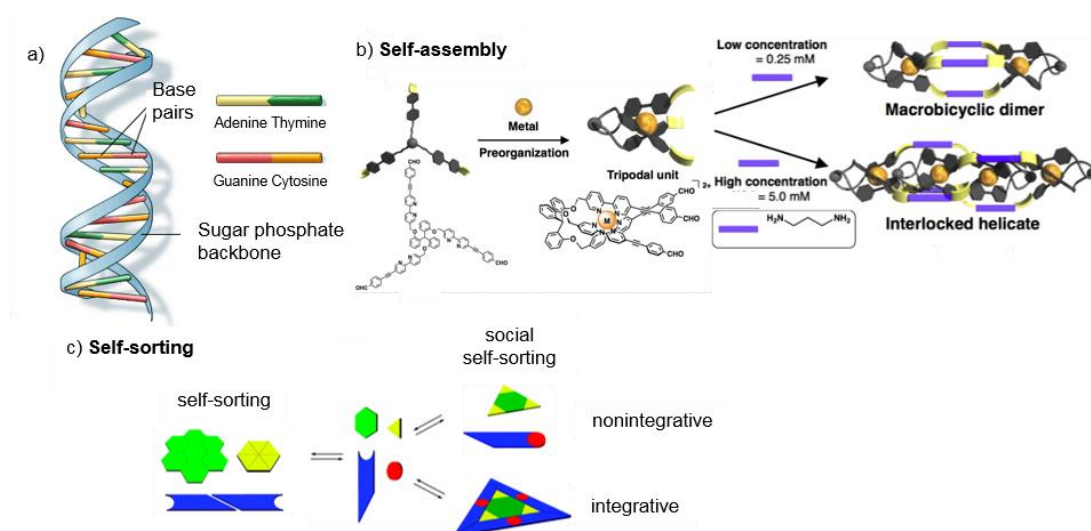 a)
Base
pairs
Adenine Thymine
Guanine Cytosine
Sugar phosphate
backbone
b) Self-assembly
Metal
Preorganization
Tripodal unit
Low concentration
= 0.25 mM
Macrobicyclic dimer
High concentration
= 5.0 mM
H₂N NH₂
Interlocked helicate
CHO
OHC
CHO
2+
M
CHO
CHO
CHO
c) Self-sorting
self-sorting
social
self-sorting
nonintegrative
integrative